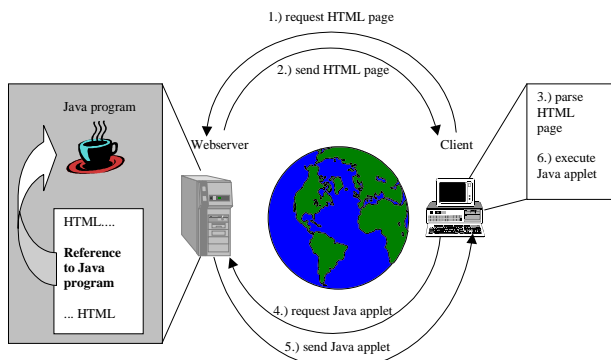 1.) request HTML page
2.) send HTML page
Java program
Webserver
Client
3.) parse
HTML
page
6.) execute
Java applet
HTML....
Reference
to Java
program
... HTML
4.) request Java applet
5.) send Java applet